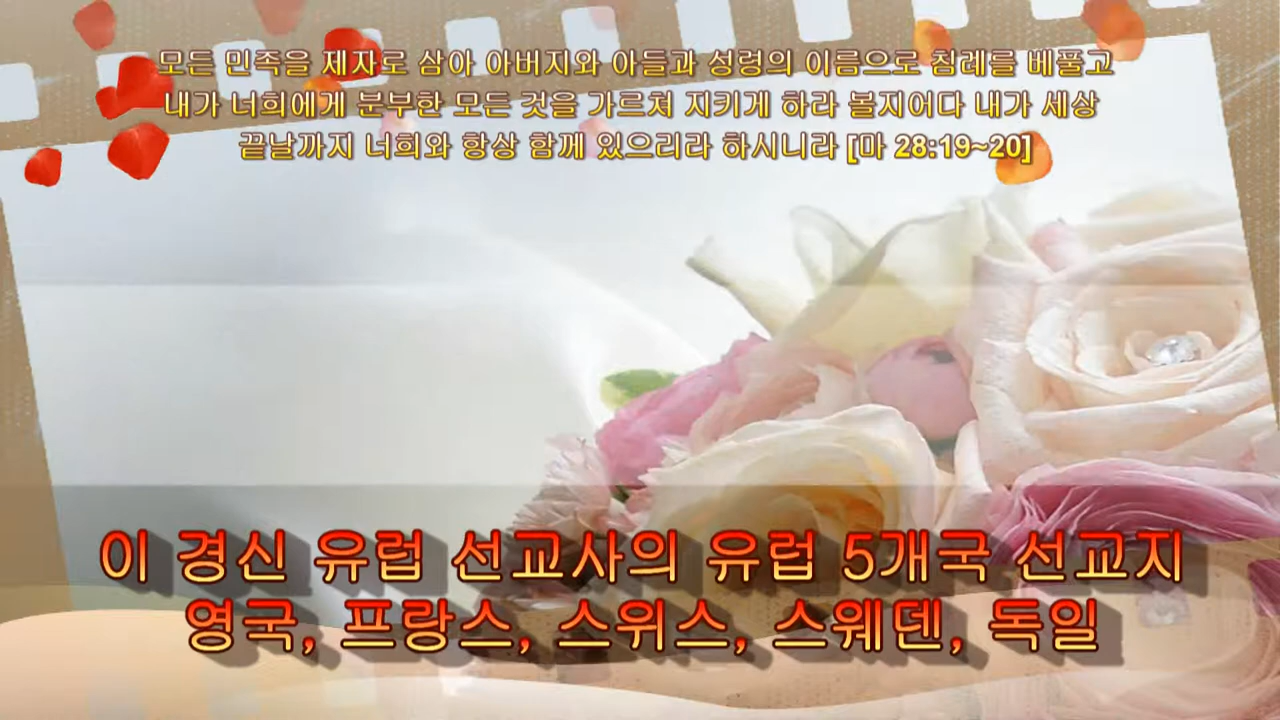 모든 민족을 제자로 삼아 아버지와 아들과 성령의 이름으로 침례를 베풀고
내가 너희에게 분부한 모든 것을 가르쳐 지키게 하라 볼지어다 내가 세상
끝날까지 너희와 항상 함께 있으리라 하시니라 [마 28:19~20]
이 경신 유럽 선교사의 유럽 5개국 선교지
영국, 프랑스, 스위스, 스웨덴, 독일